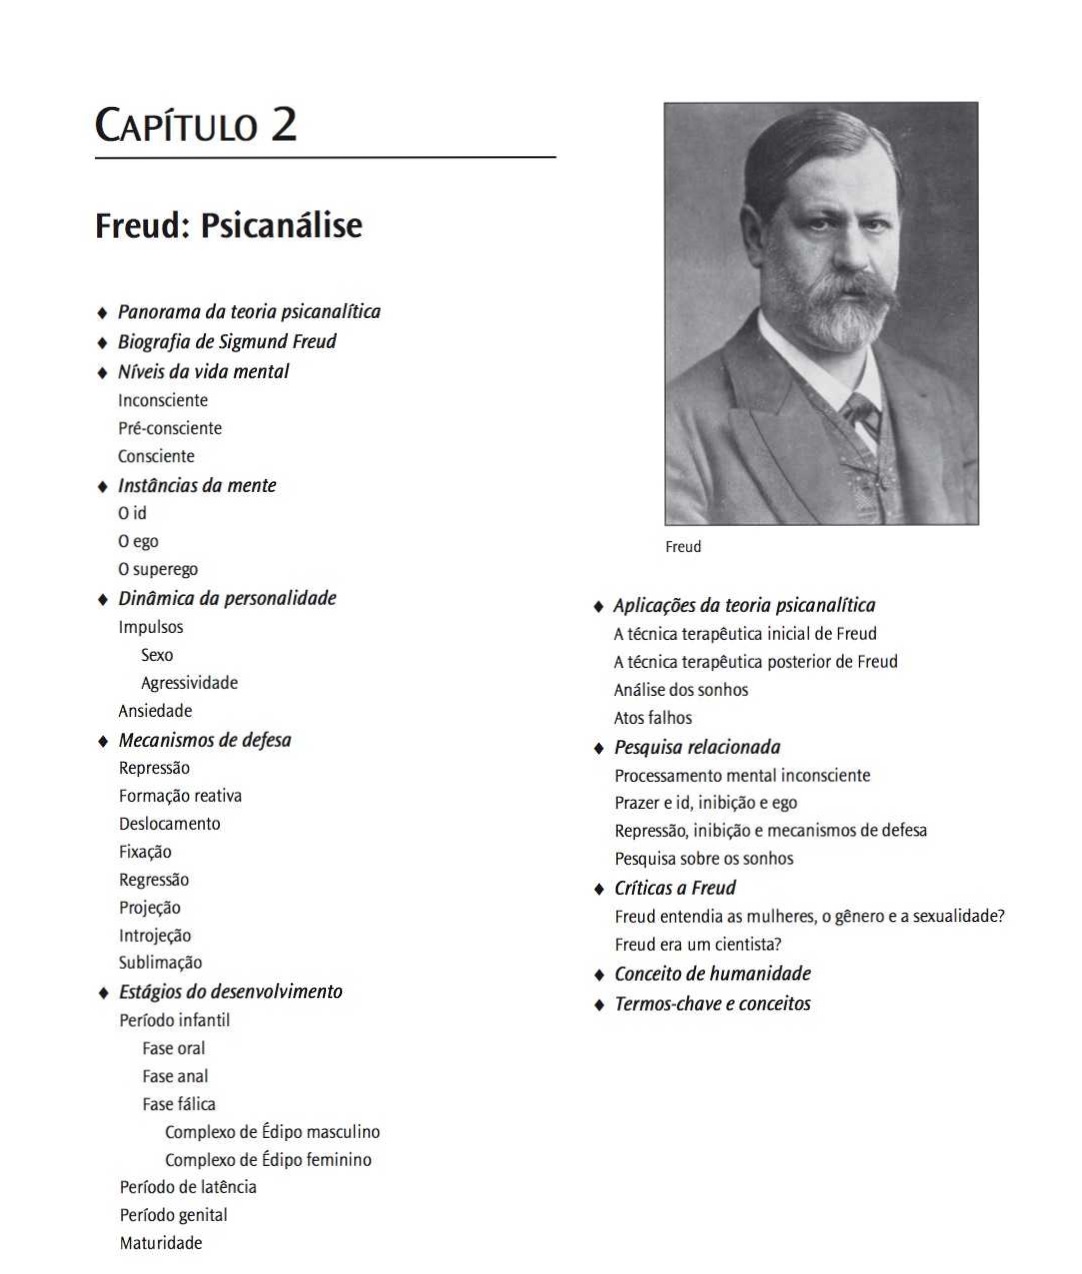 CAPÍTULO 2
Freud: Psicanálise
♦ Panorama da teoria psicanalítica
♦ Biografia de Sigmund Freud
♦ Níveis da vida mental
Inconsciente
Pré-consciente
Consciente
♦ Instâncias da mente
O id
O ego
O superego
♦ Dinâmica da personalidade
Impulsos
Sexo
Agressividade
Ansiedade
♦ Mecanismos de defesa
Repressão
Formação reativa
Deslocamento
Fixação
Regressão
Projeção
Introjeção
Sublimação
♦ Estágios do desenvolvimento
Período infantil
Fase oral
Fase anal
Fase fálica
Complexo de Édipo masculino
Complexo de Édipo feminino
Período de latência
Período genital
Maturidade
Freud
♦ Aplicações da teoria psicanalítica
A técnica terapêutica inicial de Freud
A técnica terapêutica posterior de Freud
Análise dos sonhos
Atos falhos
♦ Pesquisa relacionada
Processamento mental inconsciente
Prazer e id, inibição e ego
Repressão, inibição e mecanismos de defesa
Pesquisa sobre os sonhos
♦ Críticas a Freud
Freud entendia as mulheres, o gênero e a sexualidade?
Freud era um cientista?
♦ Conceito de humanidade
♦ Termos-chave e conceitos